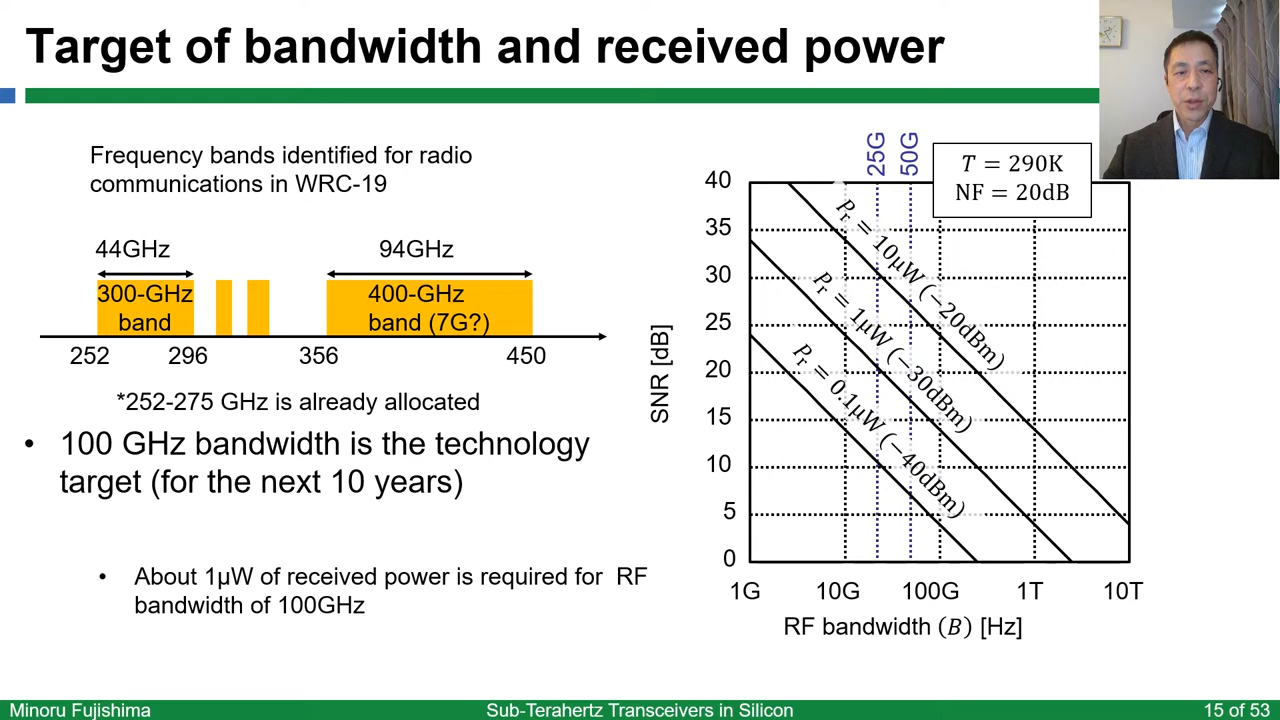 Target of bandwidth and received power
Frequency bands identified for radio
communications in WRC-19
44GHz
94GHz
300-GHz
band
400-GHz
band (7G?)
252
296
356
450
*252-275 GHz is already allocated
• 100 GHz bandwidth is the technology
target (for the next 10 years)
• About 1µW of received power is required for RF
bandwidth of 100GHz
25G
50G
T = 290K
NF = 20dB
SNR [dB]
40
35
30
25
20
15
10
5
0
Pr = 10µW (−20dBm)
Pr = 1µW (−30dBm)
Pr = 0.1µW (−40dBm)
1G
10G
100G
1T
10T
RF bandwidth (B) [Hz]
Minoru Fujishima
Sub-Terahertz Transceivers in Silicon
15 of 53